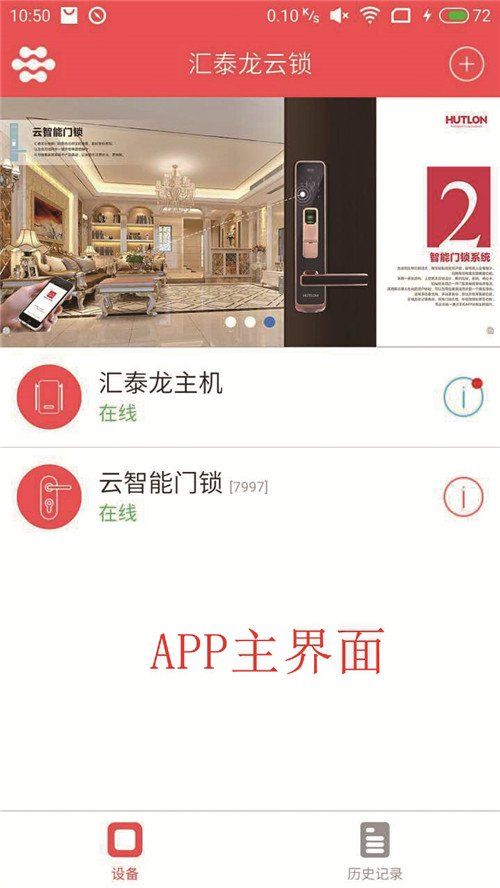 10:50 0.10 K/s 72
汇泰龙云锁
云智能门锁
HUTLON
2
智能门锁系统
HUTLON
汇泰龙主机
在线
云智能门锁 [7997]
在线
APP主界面
设备 历史记录